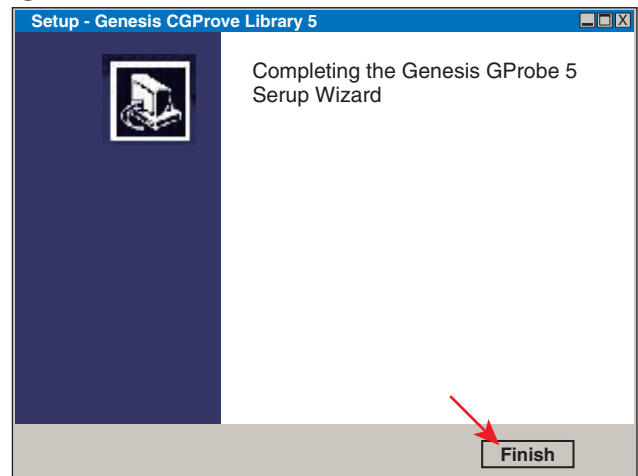 Setup - Genesis CGProve Library 5
X
Completing the Genesis GProbe 5
Serup Wizard
Finish